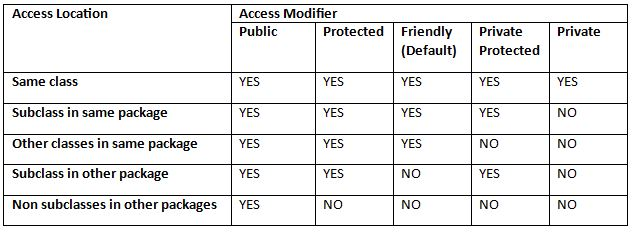 Access Location Access Modifier
Public Protected Friendly Private Private
(Default) Protected
Same class YES YES YES YES YES
Subclass in same package YES YES YES YES NO
Other classes in same package YES YES YES NO NO
Subclass in other package YES YES NO YES NO
Non subclasses in other packages YES NO NO NO NO